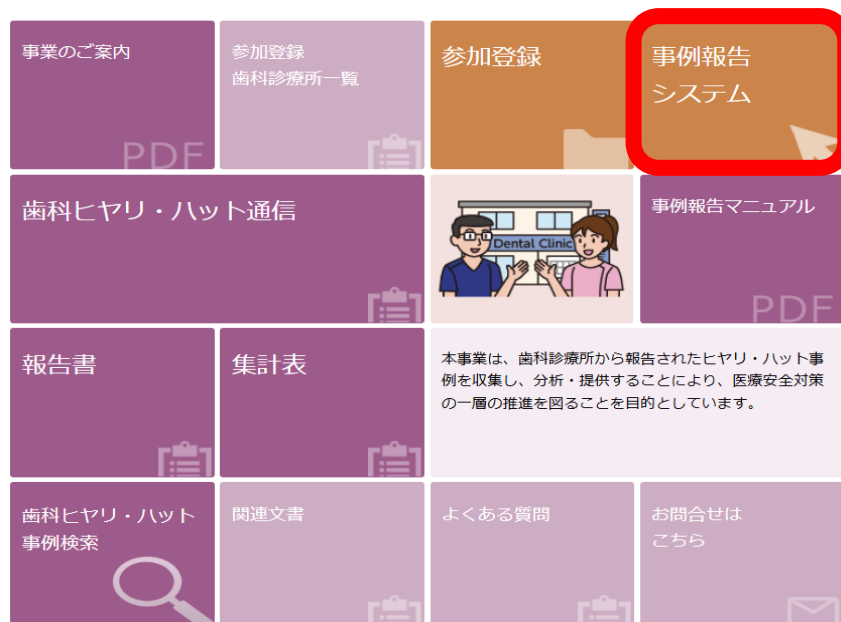 事業のご案内
PDF
参加登録
歯科診療所一覧
参加登録
事例報告
システム
歯科ヒヤリ・ハット通信
Dental Clinic
事例報告マニュアル
PDF
報告書
集計表
本事業は、歯科診療所から報告されたヒヤリ・ハット事
例を収集し、分析・提供することにより、医療安全対策
の一層の推進を図ることを目的としています。
歯科ヒヤリ・ハット
事例検索
関連文書
よくある質問
お問合せは
こちら